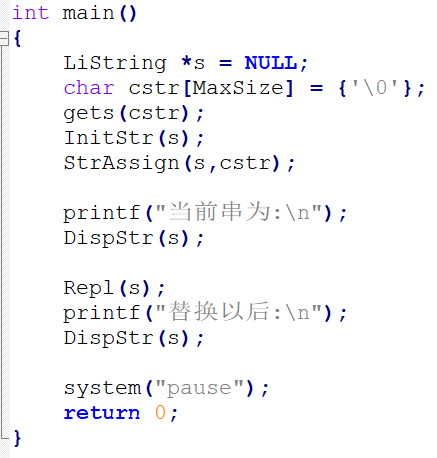 int main()
{
    LiString *s = NULL;
    char cstr[MaxSize] = {'\0'};
    gets(cstr);
    InitStr(s);
    StrAssign(s,cstr);

    printf("当前串为:\n");
    DispStr(s);

    Repl(s);
    printf("替换以后:\n");
    DispStr(s);

    system("pause");
    return 0;
}